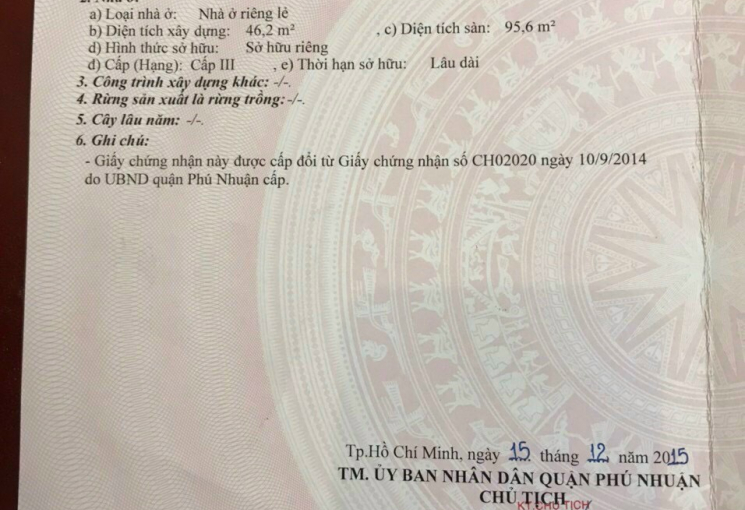 a) Loại nhà ở: Nhà ở riêng lẻ
b) Diện tích xây dựng: 46,2 m² , c) Diện tích sàn: 95,6 m²
d) Hình thức sở hữu: Sở hữu riêng
đ) Cấp (Hạng): Cấp III , e) Thời hạn sở hữu: Lâu dài
3. Công trình xây dựng khác: -/-.
4. Rừng sản xuất là rừng trồng: -/-.
5. Cây lâu năm: -/-.
6. Ghi chú:
- Giấy chứng nhận này được cấp đổi từ Giấy chứng nhận số CH02020 ngày 10/9/2014
do UBND quận Phú Nhuận cấp.
Tp.Hồ Chí Minh, ngày 15 tháng 12 năm 2015
TM. ỦY BAN NHÂN DÂN QUẬN PHÚ NHUẬN
CHỦ TỊCH
KT.CHỦ TỊCH